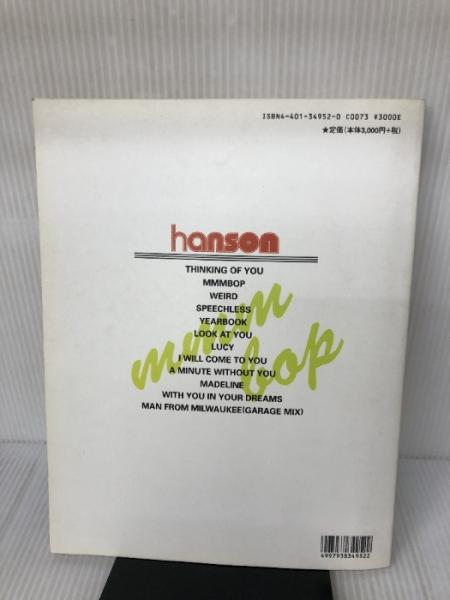 ISBN4-401-34952-0 C0073 ¥3000E
★定価(本体3,000円+税)
hanson
THINKING OF YOU
MMMBOP
WEIRD
SPEECHLESS
YEARBOOK
LOOK AT YOU
LUCY
I WILL COME TO YOU
A MINUTE WITHOUT YOU
MADELINE
WITH YOU IN YOUR DREAMS
MAN FROM MILWAUKEE(GARAGE MIX)
mmm
bop
4997938349522